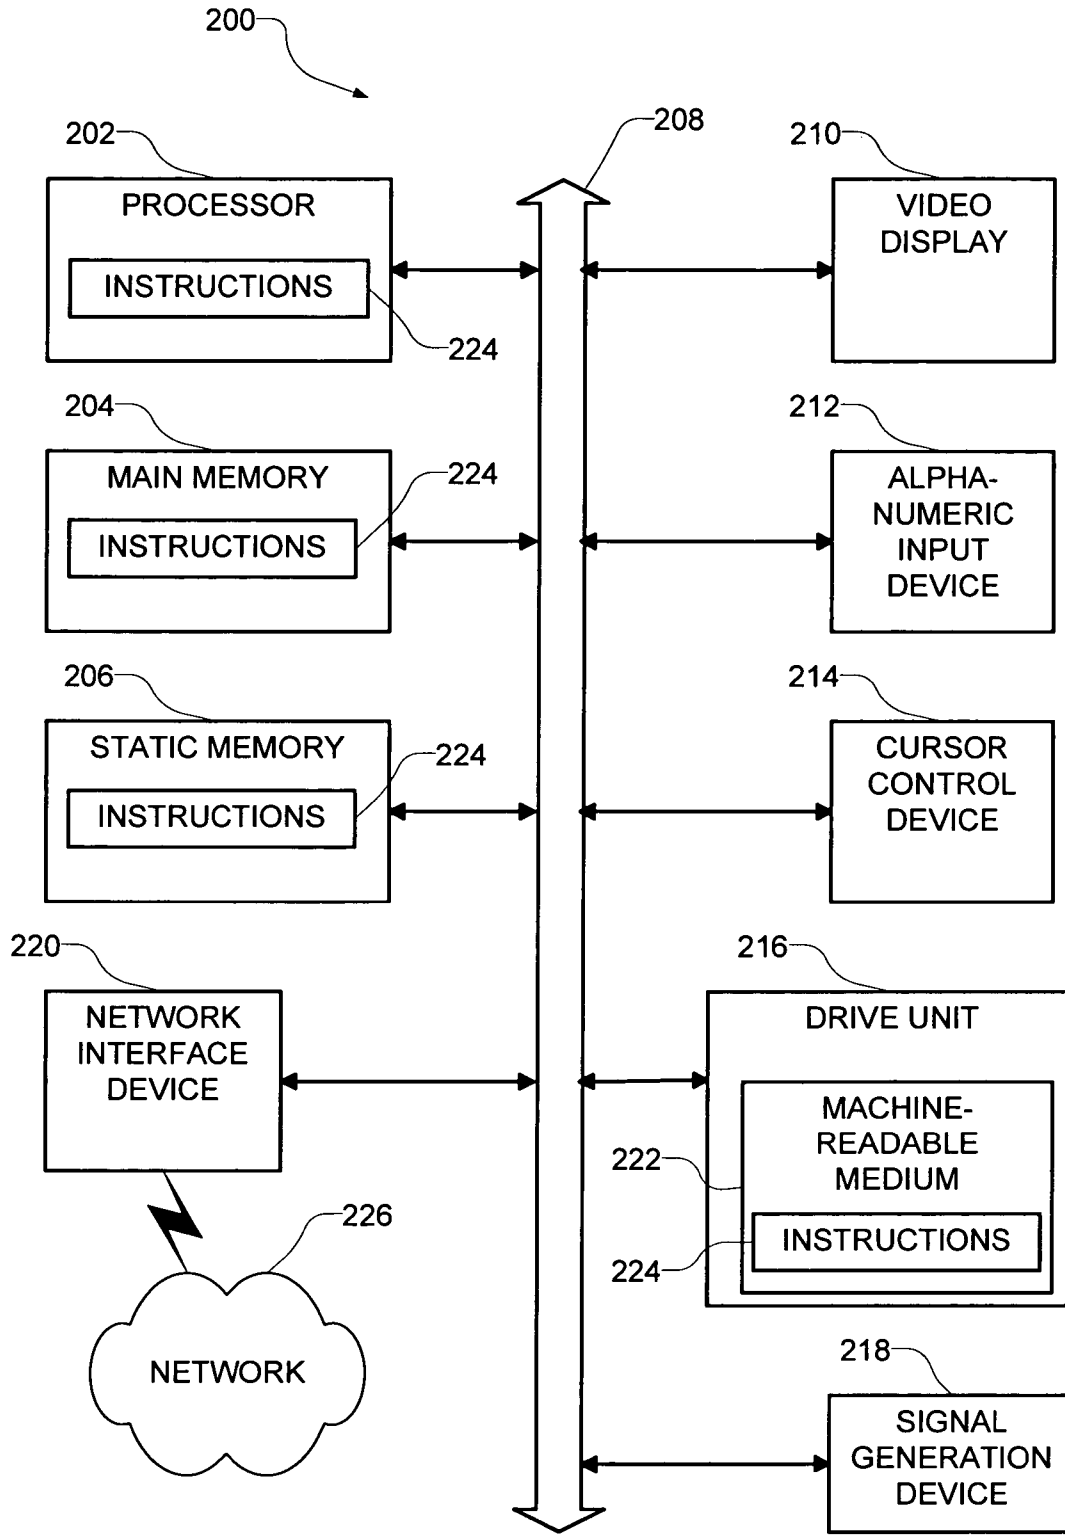 200
202
208
210
PROCESSOR
INSTRUCTIONS
224
VIDEO
DISPLAY
204
212
MAIN MEMORY
224
INSTRUCTIONS
ALPHA-
NUMERIC
INPUT
DEVICE
206
214
STATIC MEMORY
224
INSTRUCTIONS
CURSOR
CONTROL
DEVICE
220
216
NETWORK
INTERFACE
DEVICE
DRIVE UNIT
MACHINE-
READABLE
MEDIUM
222
INSTRUCTIONS
224
226
NETWORK
218
SIGNAL
GENERATION
DEVICE